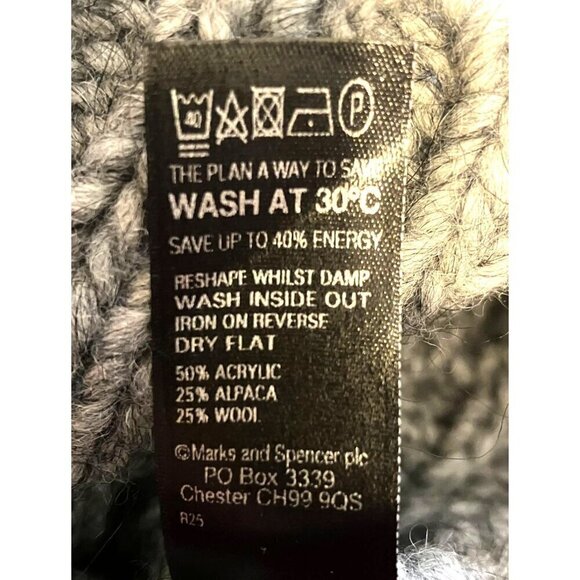 40
P
THE PLAN A WAY TO SAVE
WASH AT 30°C
SAVE UP TO 40% ENERGY
RESHAPE WHILST DAMP
WASH INSIDE OUT
IRON ON REVERSE
DRY FLAT
50% ACRYLIC
25% ALPACA
25% WOOL
©Marks and Spencer plc
PO Box 3339
Chester CH99 9QS
R25